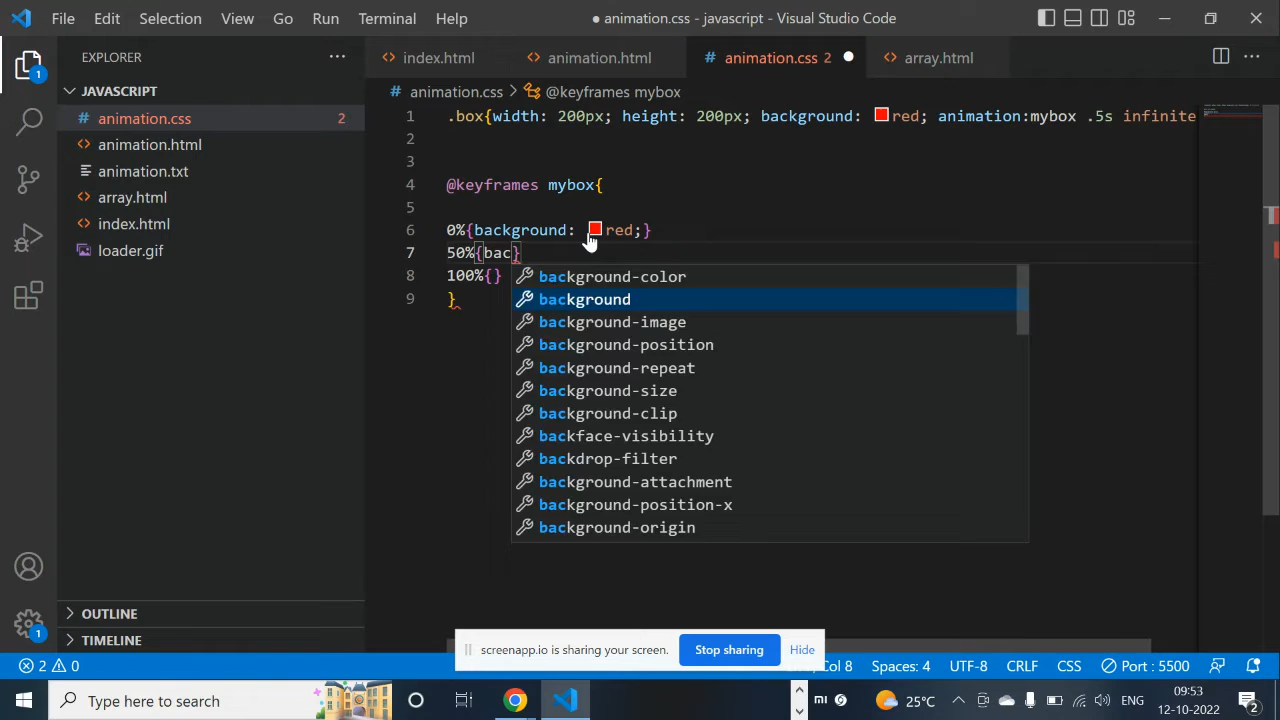 File Edit Selection View Go Run Terminal Help
● animation.css - javascript - Visual Studio Code
EXPLORER
JAVASCRIPT
animation.css 2
animation.html
animation.txt
array.html
index.html
loader.gif
OUTLINE
TIMELINE
1
1
index.html
animation.html
animation.css 2
array.html
# animation.css > @keyframes mybox
1 .box{width: 200px; height: 200px; background: red; animation:mybox .5s infinite
2
3
4 @keyframes mybox{
5
6 0%{background: red;}
7 50%{bac}
8 100%{}
9 }
background-color
background
background-image
background-position
background-repeat
background-size
background-clip
backface-visibility
backdrop-filter
background-attachment
background-position-x
background-origin
screenapp.io is sharing your screen. Stop sharing Hide
2 0
Col 8 Spaces: 4 UTF-8 CRLF CSS Port : 5500
Type here to search
mi
25°C
ENG
09:53
12-10-2022
2